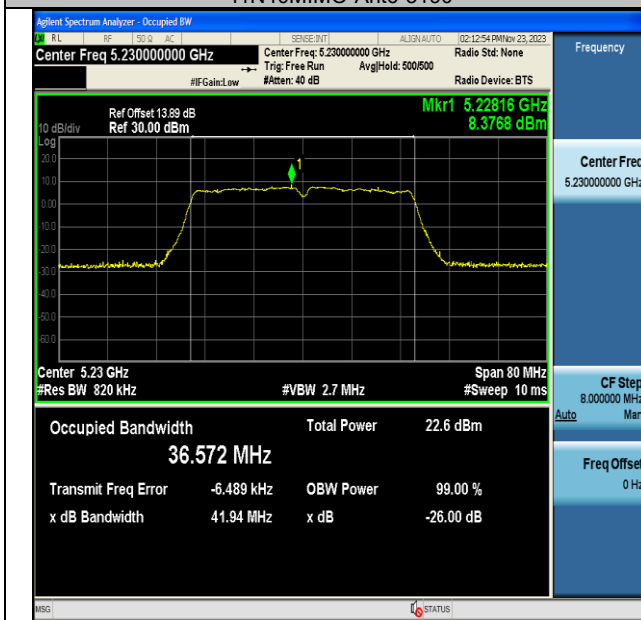 Agilent Spectrum Analyzer - Occupied BW
RL RF 50 Ω AC SENSE:INT ALIGN AUTO 02:12:54 PM Nov 23, 2023
Center Freq 5.230000000 GHz Center Freq: 5.230000000 GHz Radio Std: None
Trig: Free Run Avg|Hold: 500/500
#IFGain:Low #Atten: 40 dB Radio Device: BTS
Frequency
Ref Offset 13.89 dB Mkr1 5.22816 GHz
10 dB/div Ref 30.00 dBm 8.3768 dBm
Log
20.0
1
10.0
0.00
-10.0
-20.0
-30.0
-40.0
-50.0
-60.0
Center 5.23 GHz Span 80 MHz
#Res BW 820 kHz #VBW 2.7 MHz #Sweep 10 ms
Occupied Bandwidth Total Power 22.6 dBm
36.572 MHz
Transmit Freq Error -6.489 kHz OBW Power 99.00 %
x dB Bandwidth 41.94 MHz x dB -26.00 dB
Center Freq
5.230000000 GHz
CF Step
8.000000 MHz
Auto Man
Freq Offset
0 Hz
MSG STATUS